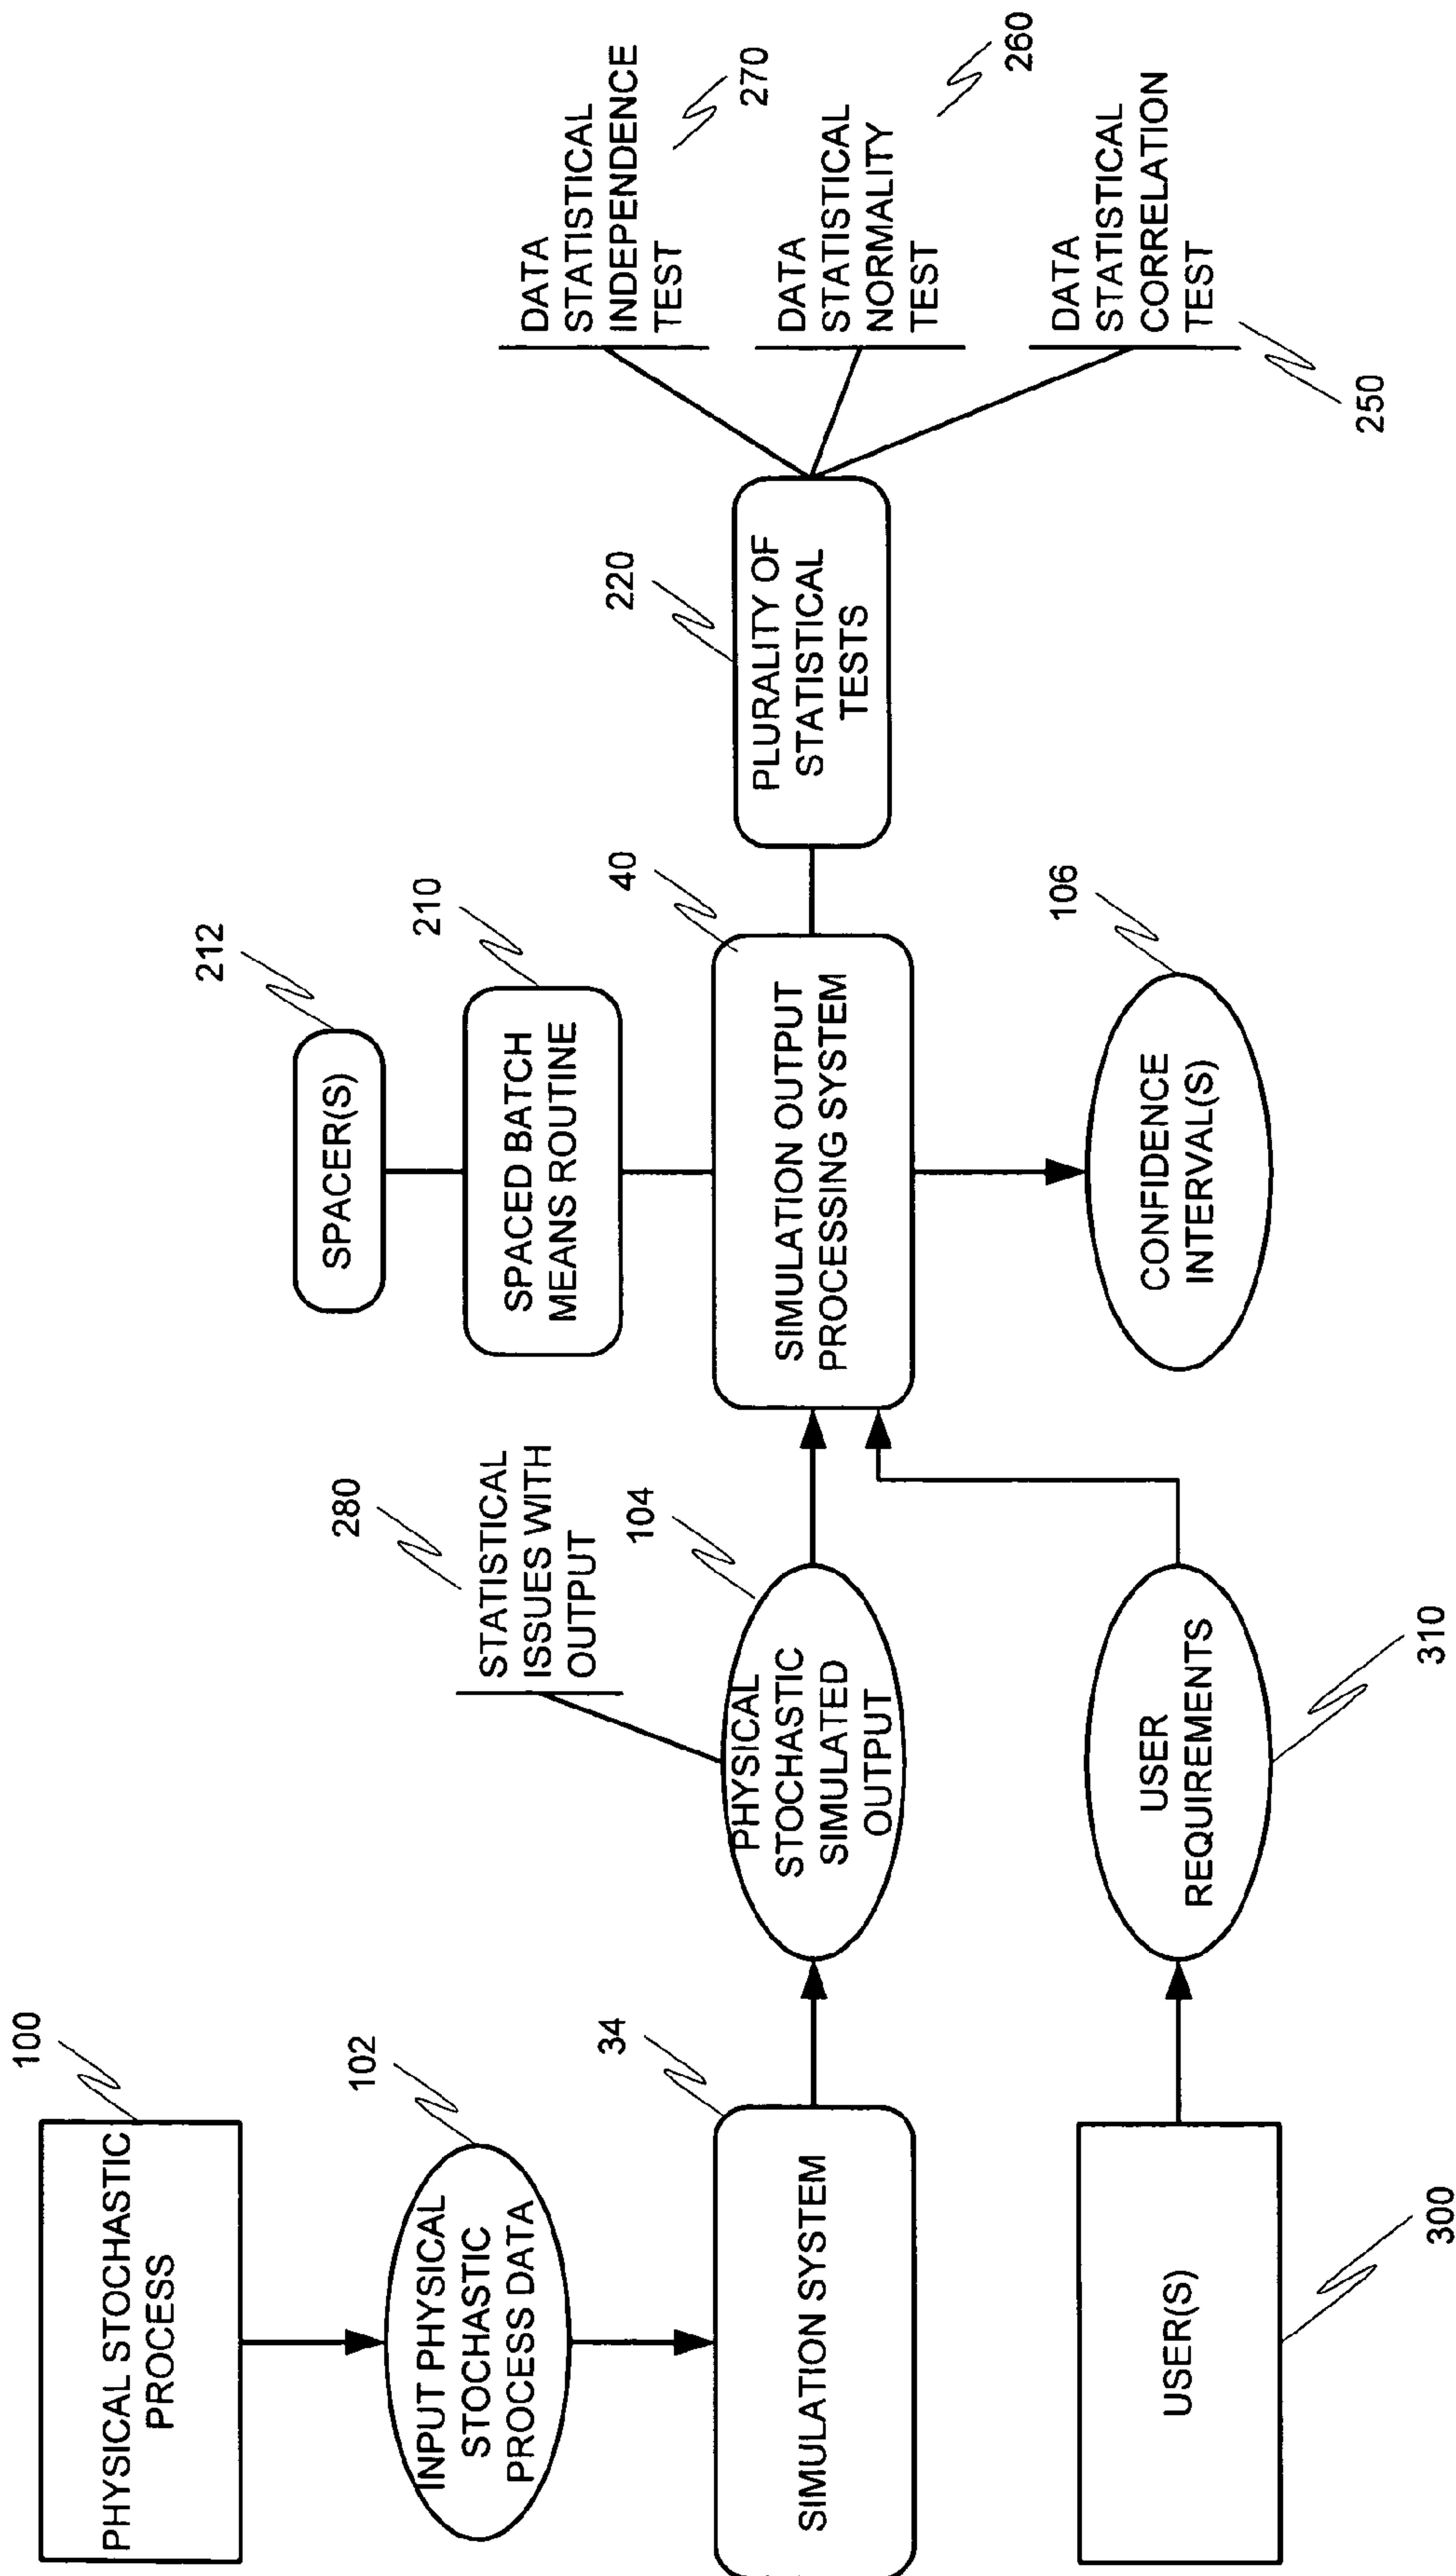 100
PHYSICAL STOCHASTIC
PROCESS
102
INPUT PHYSICAL
STOCHASTIC
PROCESS DATA
34
SIMULATION SYSTEM
280
STATISTICAL
ISSUES WITH
OUTPUT
104
PHYSICAL
STOCHASTIC
SIMULATED
OUTPUT
USER(S)
300
USER
REQUIREMENTS
310
212
SPACER(S)
210
SPACED BATCH
MEANS ROUTINE
40
SIMULATION OUTPUT
PROCESSING SYSTEM
106
CONFIDENCE
INTERVAL(S)
220
PLURALITY OF
STATISTICAL
TESTS
DATA
STATISTICAL
INDEPENDENCE
TEST
270
DATA
STATISTICAL
NORMALITY
TEST
260
DATA
STATISTICAL
CORRELATION
TEST
250